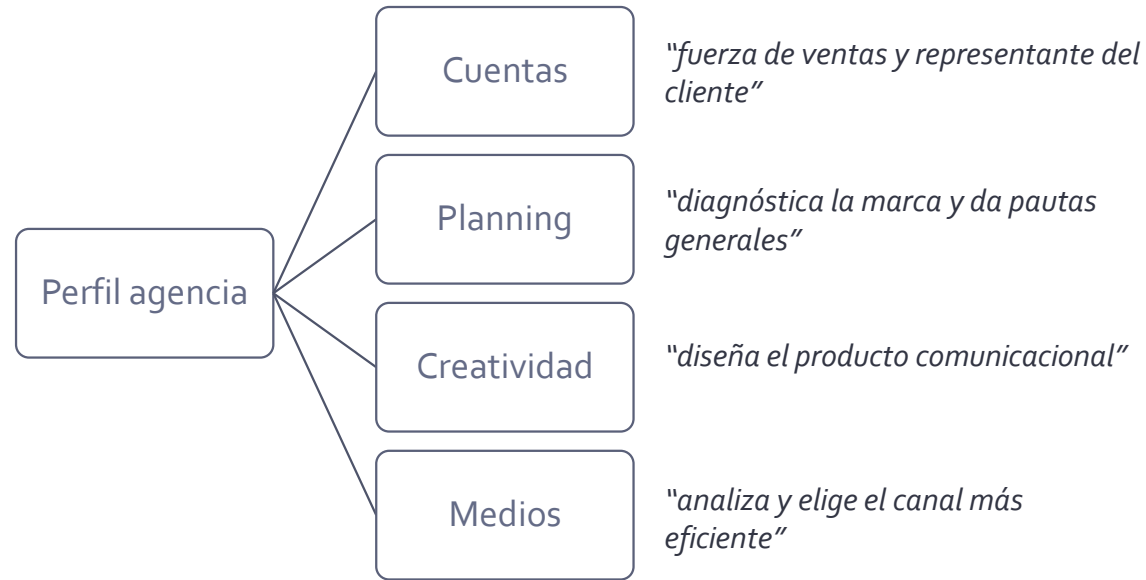 Perfil agencia
Cuentas
“fuerza de ventas y representante del
cliente”
Planning
“diagnóstica la marca y da pautas
generales”
Creatividad
“diseña el producto comunicacional”
Medios
“analiza y elige el canal más
eficiente”